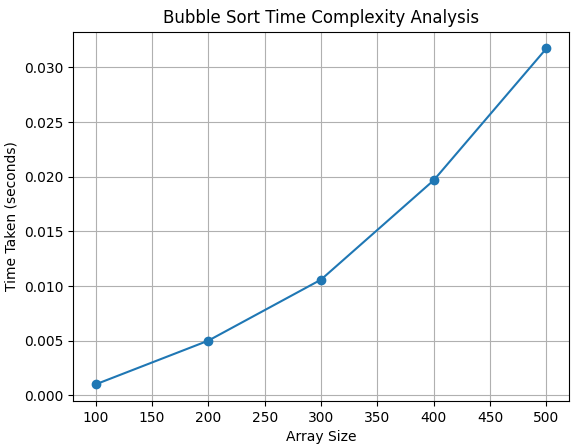 Bubble Sort Time Complexity Analysis
Time Taken (seconds)
0.030
0.025
0.020
0.015
0.010
0.005
0.000
100 150 200 250 300 350 400 450 500
Array Size